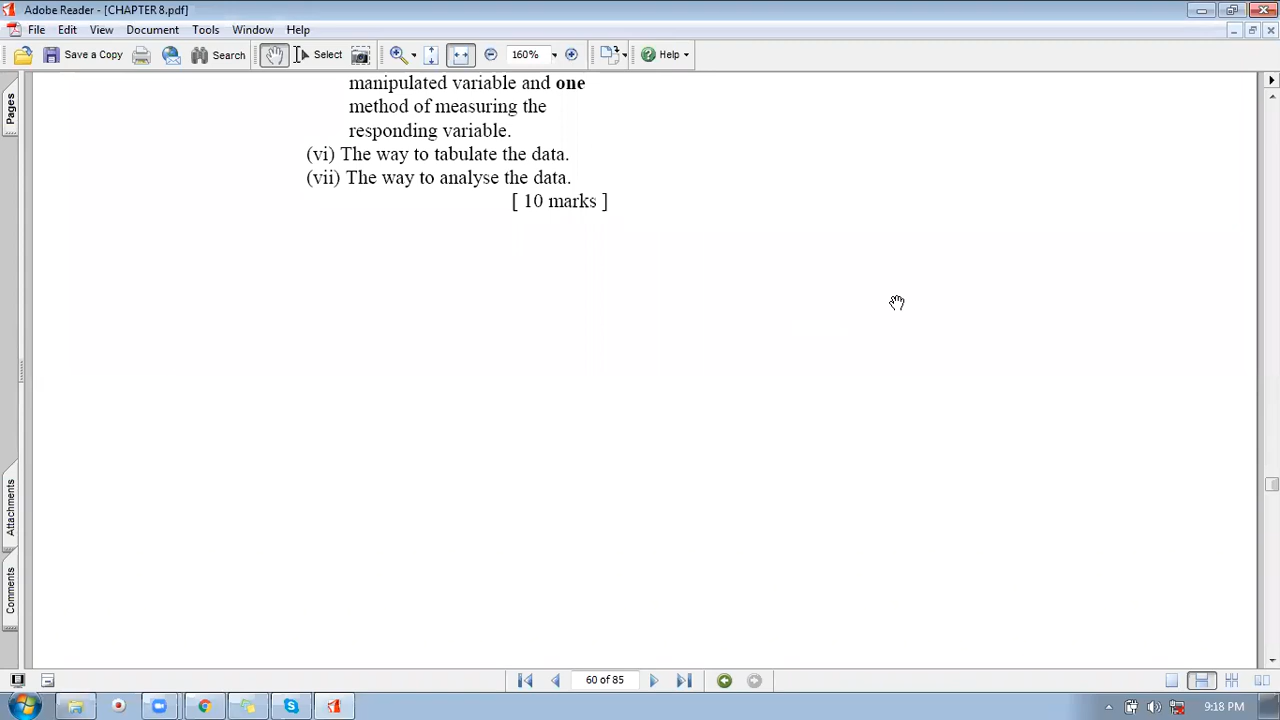 Adobe Reader - [CHAPTER 8.pdf]
File Edit View Document Tools Window Help
Save a Copy Search Select 160% Help
Pages
manipulated variable and one
method of measuring the
responding variable.
(vi) The way to tabulate the data.
(vii) The way to analyse the data.
[ 10 marks ]
Attachments
Comments
60 of 85
9:18 PM